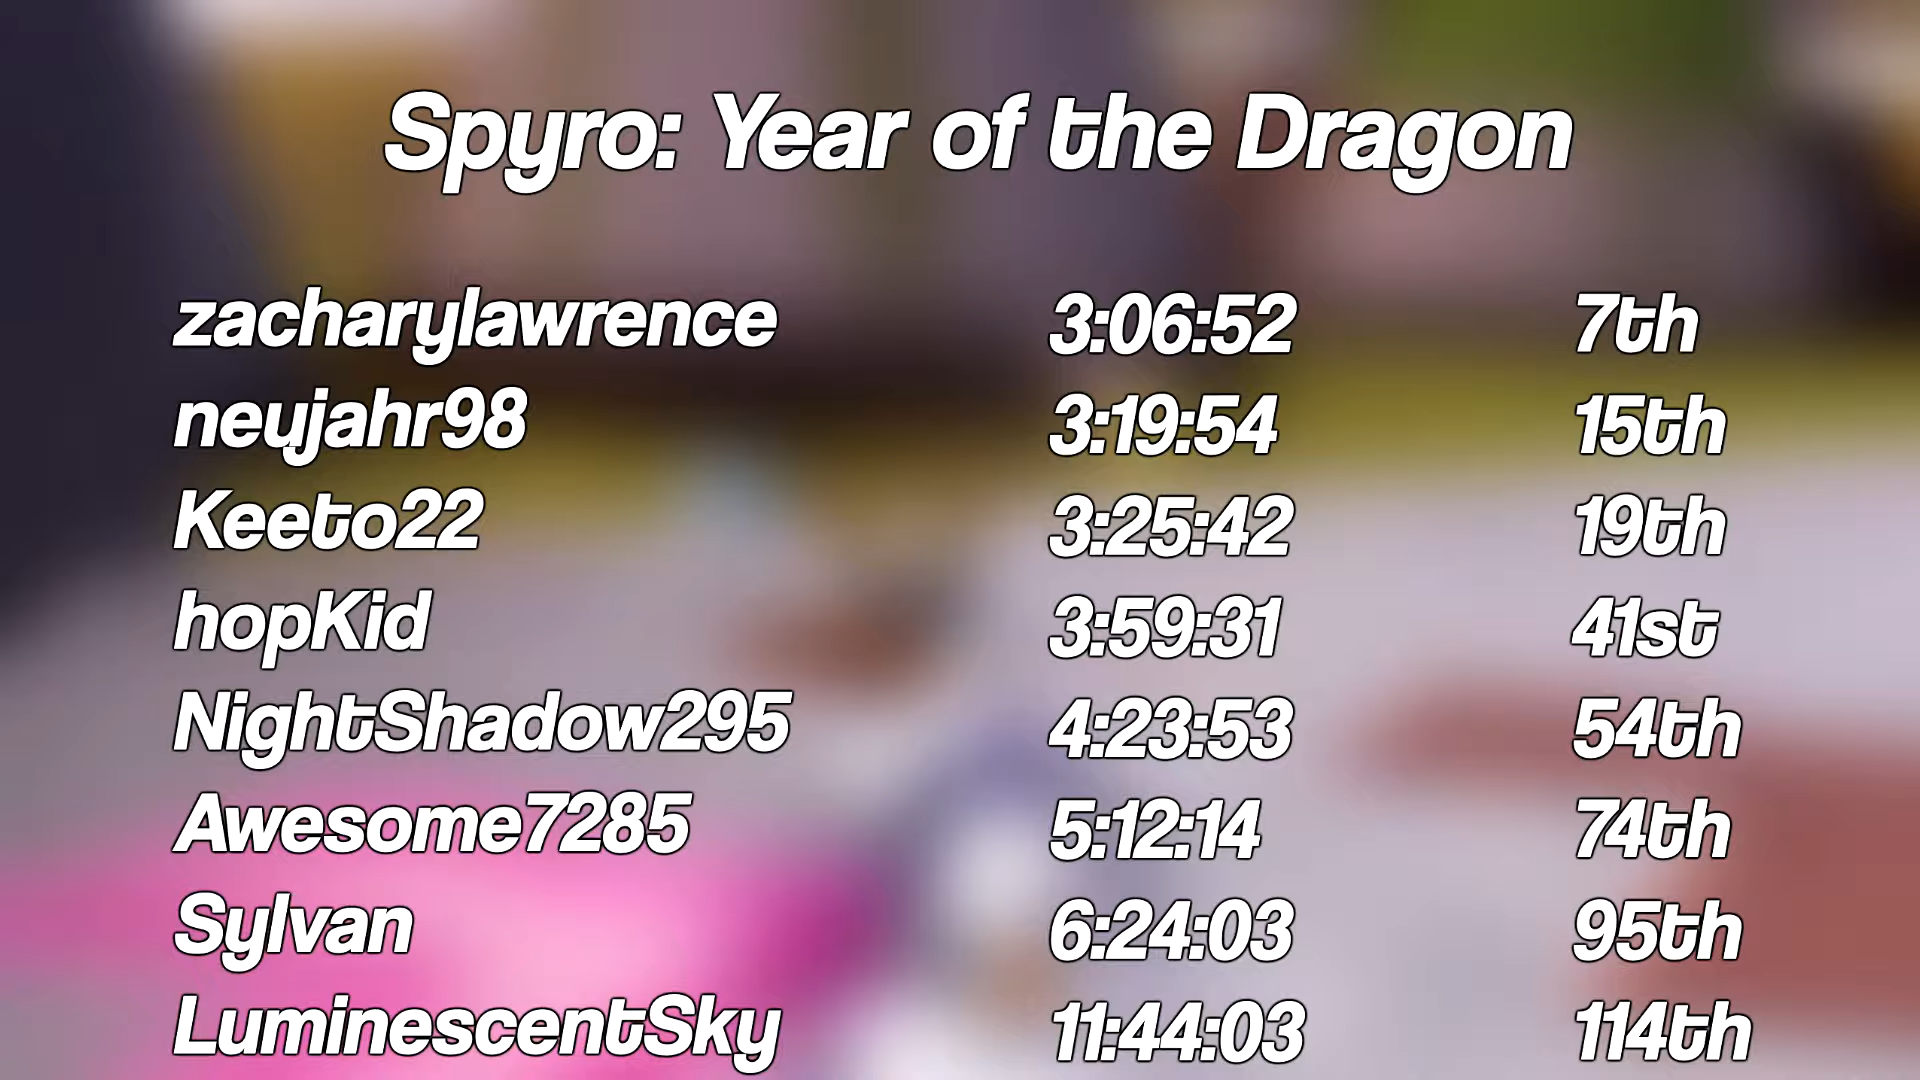 Spyro: Year of the Dragon
zacharylawrence 3:06:52 7th
neujahr98 3:19:54 15th
Keeto22 3:25:42 19th
hopKid 3:59:31 41st
NightShadow295 4:23:53 54th
Awesome7285 5:12:14 74th
Sylvan 6:24:03 95th
LuminescentSky 11:44:03 114th